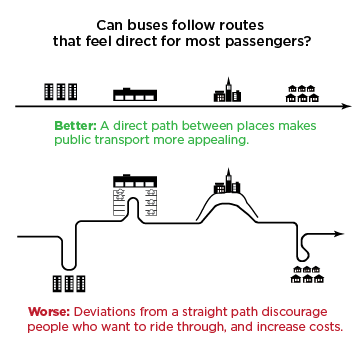 Can buses follow routes
that feel direct for most passengers?
Better: A direct path between places makes
public transport more appealing.
Worse: Deviations from a straight path discourage
people who want to ride through, and increase costs.